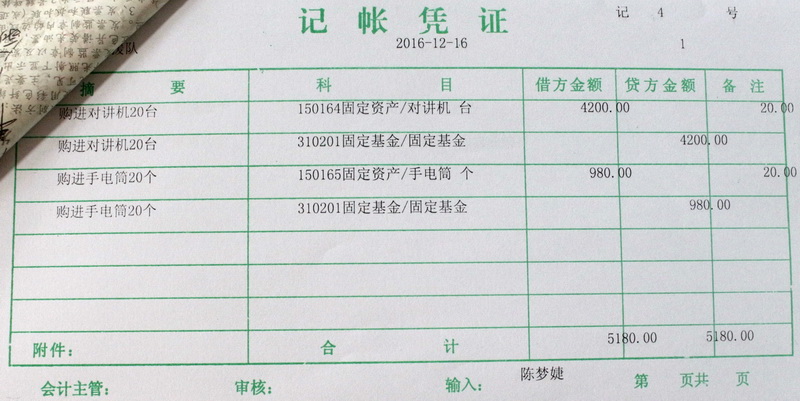 记帐凭证
记 4 号
2016-12-16 1
队
摘要 科目 借方金额 贷方金额 备注
购进对讲机20台 150164固定资产/对讲机 台 4200.00 20.00
购进对讲机20台 310201固定基金/固定基金 4200.00
购进手电筒20个 150165固定资产/手电筒 个 980.00 20.00
购进手电筒20个 310201固定基金/固定基金 980.00
附件: 合计 5180.00 5180.00
会计主管: 审核: 输入: 陈梦婕 第 页共 页